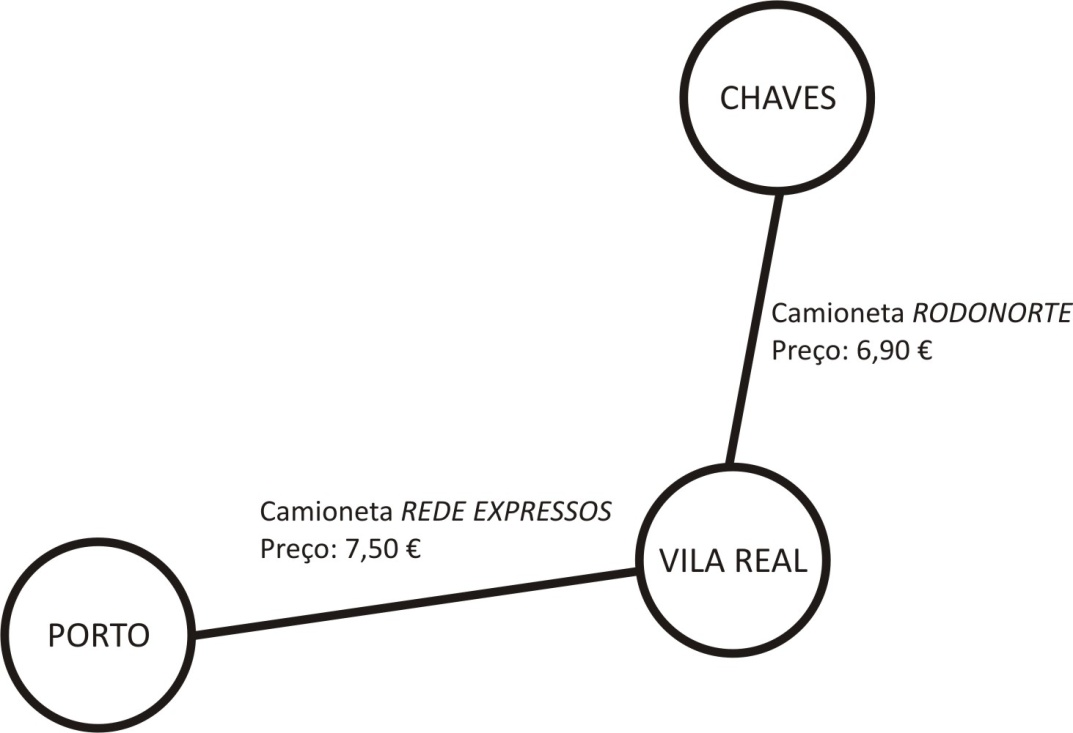 CHAVES
Camioneta RODONORTE
Preço: 6,90 €
Camioneta REDE EXPRESSOS
Preço: 7,50 €
VILA REAL
PORTO